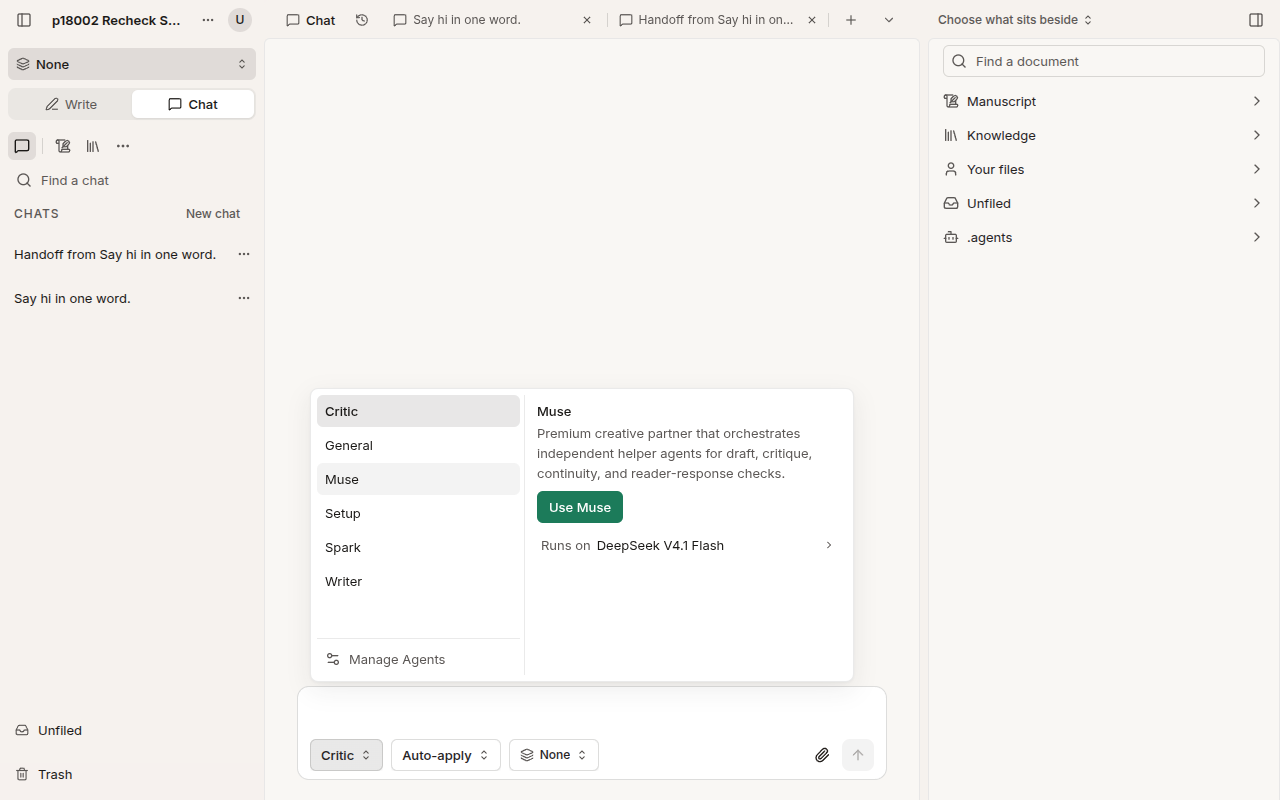 p18002 Recheck S...
U
None
Write
Chat
Find a chat
CHATS
New chat
Handoff from Say hi in one word.
Say hi in one word.
Unfiled
Trash
Chat
Say hi in one word.
Handoff from Say hi in on...
Critic
General
Muse
Setup
Spark
Writer
Manage Agents
Muse
Premium creative partner that orchestrates
independent helper agents for draft, critique,
continuity, and reader-response checks.
Use Muse
Runs on DeepSeek V4.1 Flash
Critic
Auto-apply
None
Choose what sits beside
Find a document
Manuscript
Knowledge
Your files
Unfiled
.agents